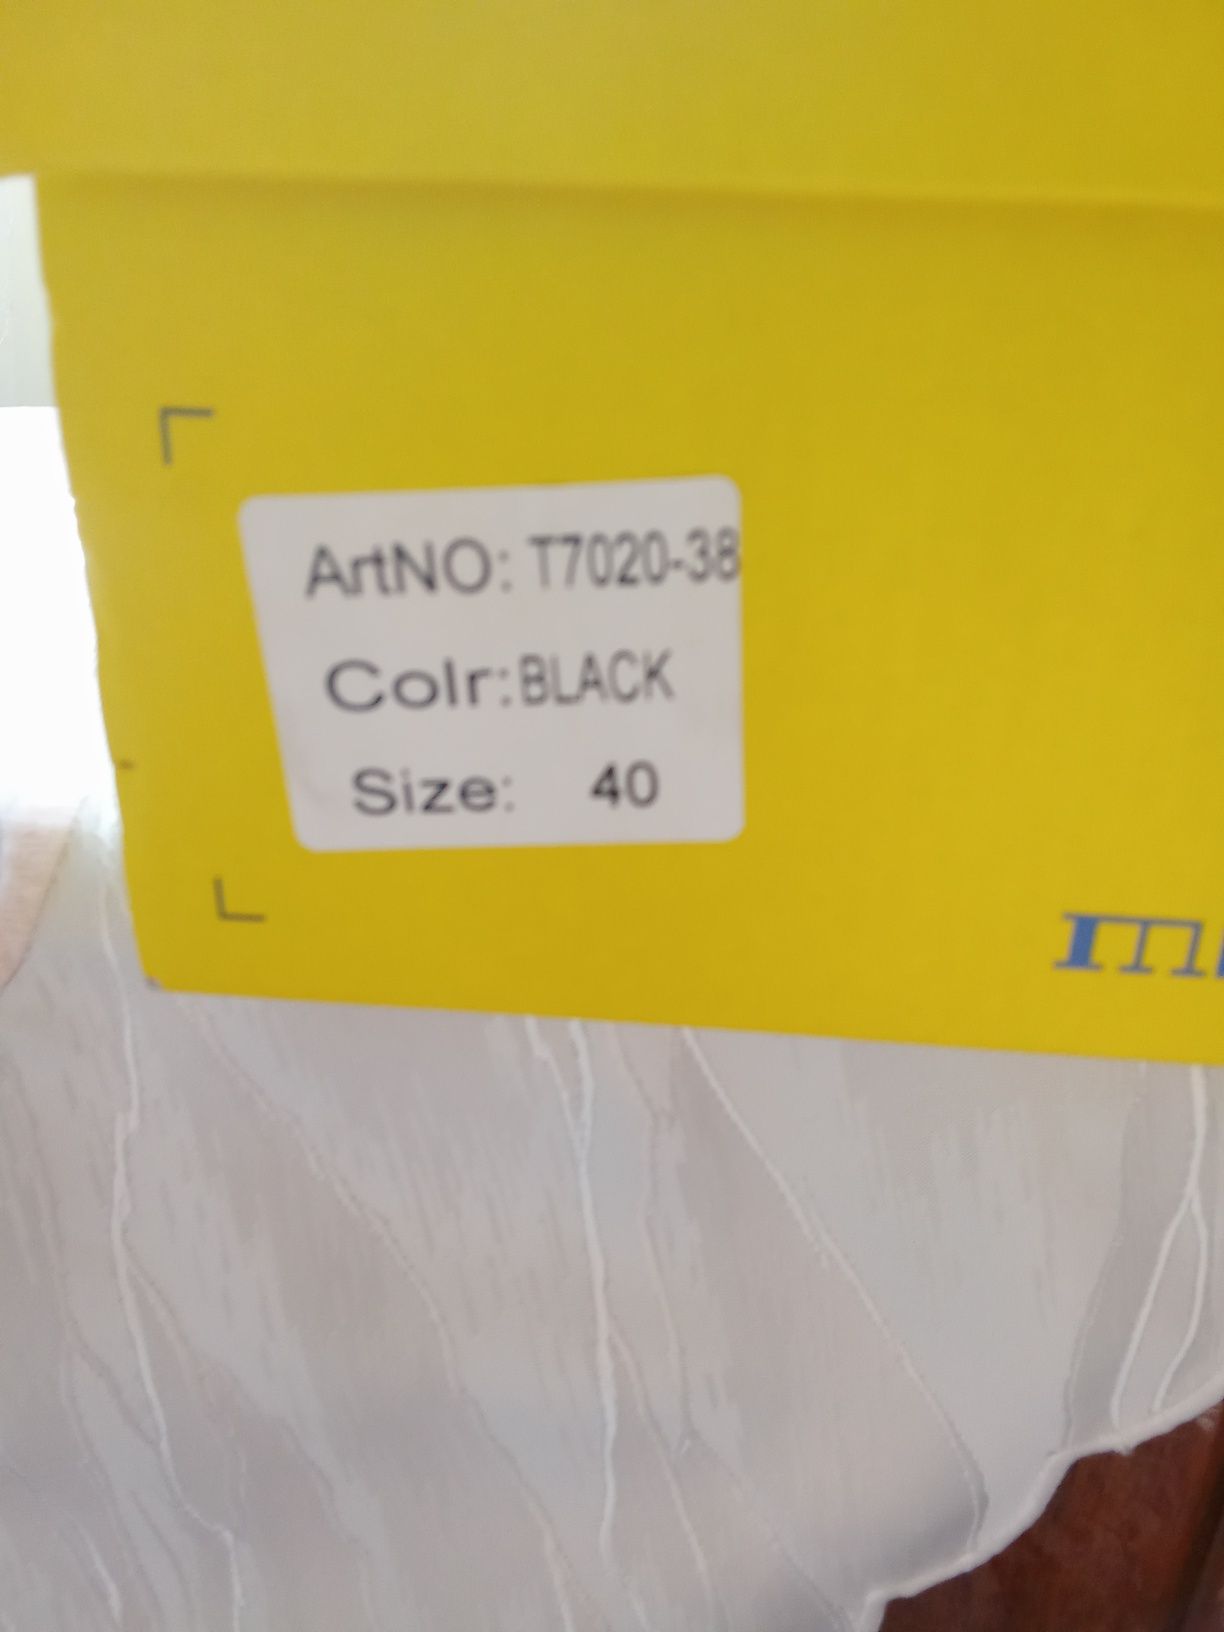 ArtNO: T7020-38
Colr: BLACK
Size: 40